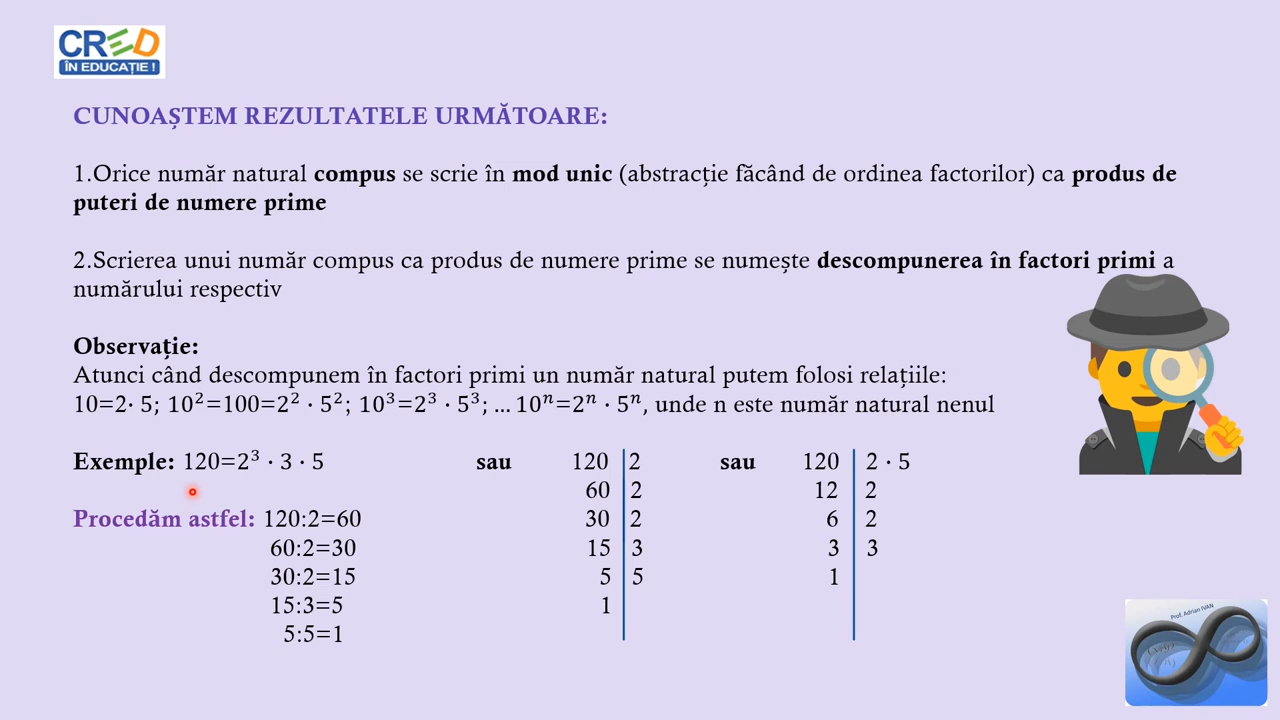 CRED
ÎN EDUCAȚIE !
CUNOAȘTEM REZULTATELE URMĂTOARE:
1.Orice număr natural compus se scrie în mod unic (abstracție făcând de ordinea factorilor) ca produs de
puteri de numere prime
2.Scrierea unui număr compus ca produs de numere prime se numește descompunerea în factori primi a
numărului respectiv
Observație:
Atunci când descompunem în factori primi un număr natural putem folosi relațiile:
10=2· 5; 10²=100=2² · 5²; 10³=2³ · 5³; ... 10ⁿ=2ⁿ · 5ⁿ, unde n este număr natural nenul
Exemple: 120=2³ · 3 · 5 sau 120 | 2 sau 120 | 2 · 5
60 | 2 12 | 2
Procedăm astfel: 120:2=60 30 | 2 6 | 2
60:2=30 15 | 3 3 | 3
30:2=15 5 | 5 1 |
15:3=5 1 |
5:5=1
Prof. Adrian IVAN